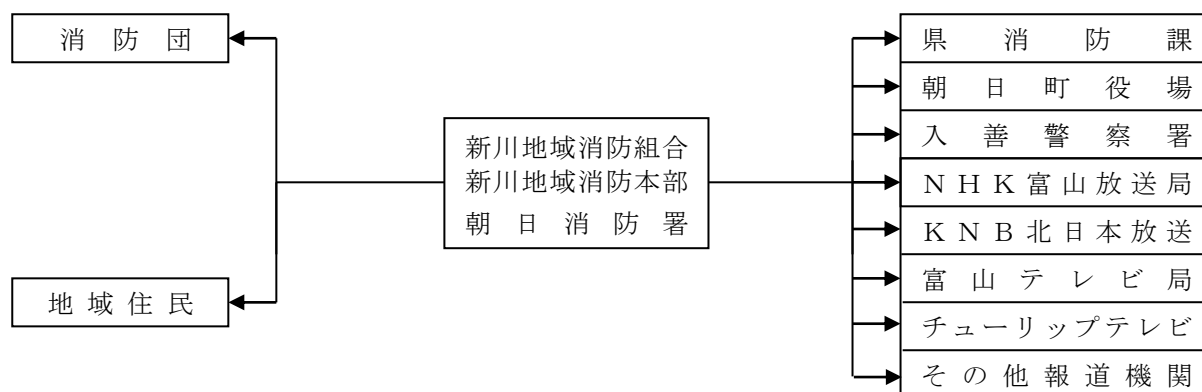 消防団
地域住民
新川地域消防組合
新川地域消防本部
朝日消防署
県消防課
朝日町役場
入善警察署
ＮＨＫ富山放送局
ＫＮＢ北日本放送
富山テレビ局
チューリップテレビ
その他報道機関